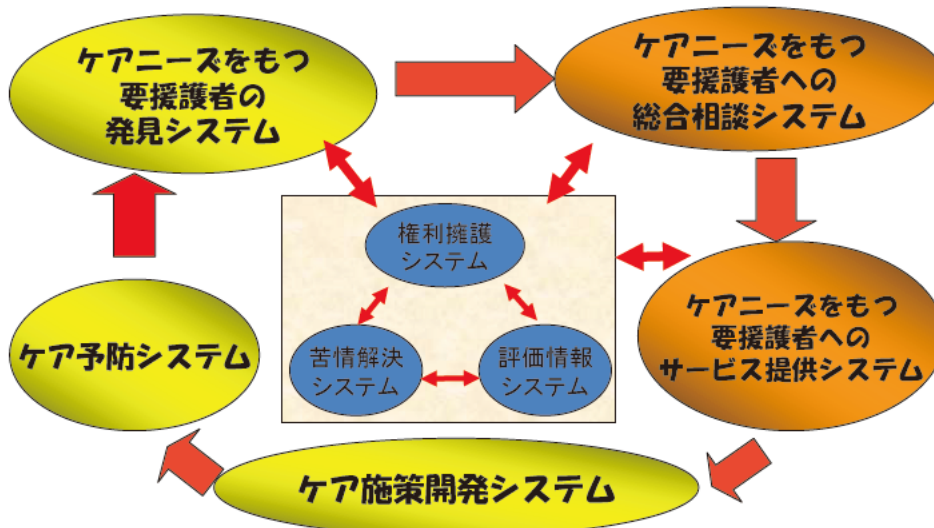 ケアニーズをもつ
要援護者の
発見システム
ケアニーズをもつ
要援護者への
総合相談システム
権利擁護
システム
苦情解決
システム
評価情報
システム
ケアニーズをもつ
要援護者への
サービス提供システム
ケア予防システム
ケア施策開発システム